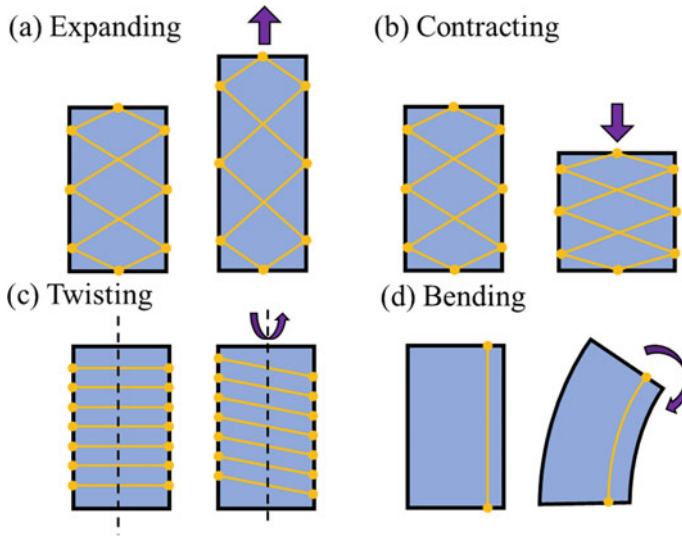 (a) Expanding
(b) Contracting
(c) Twisting
(d) Bending